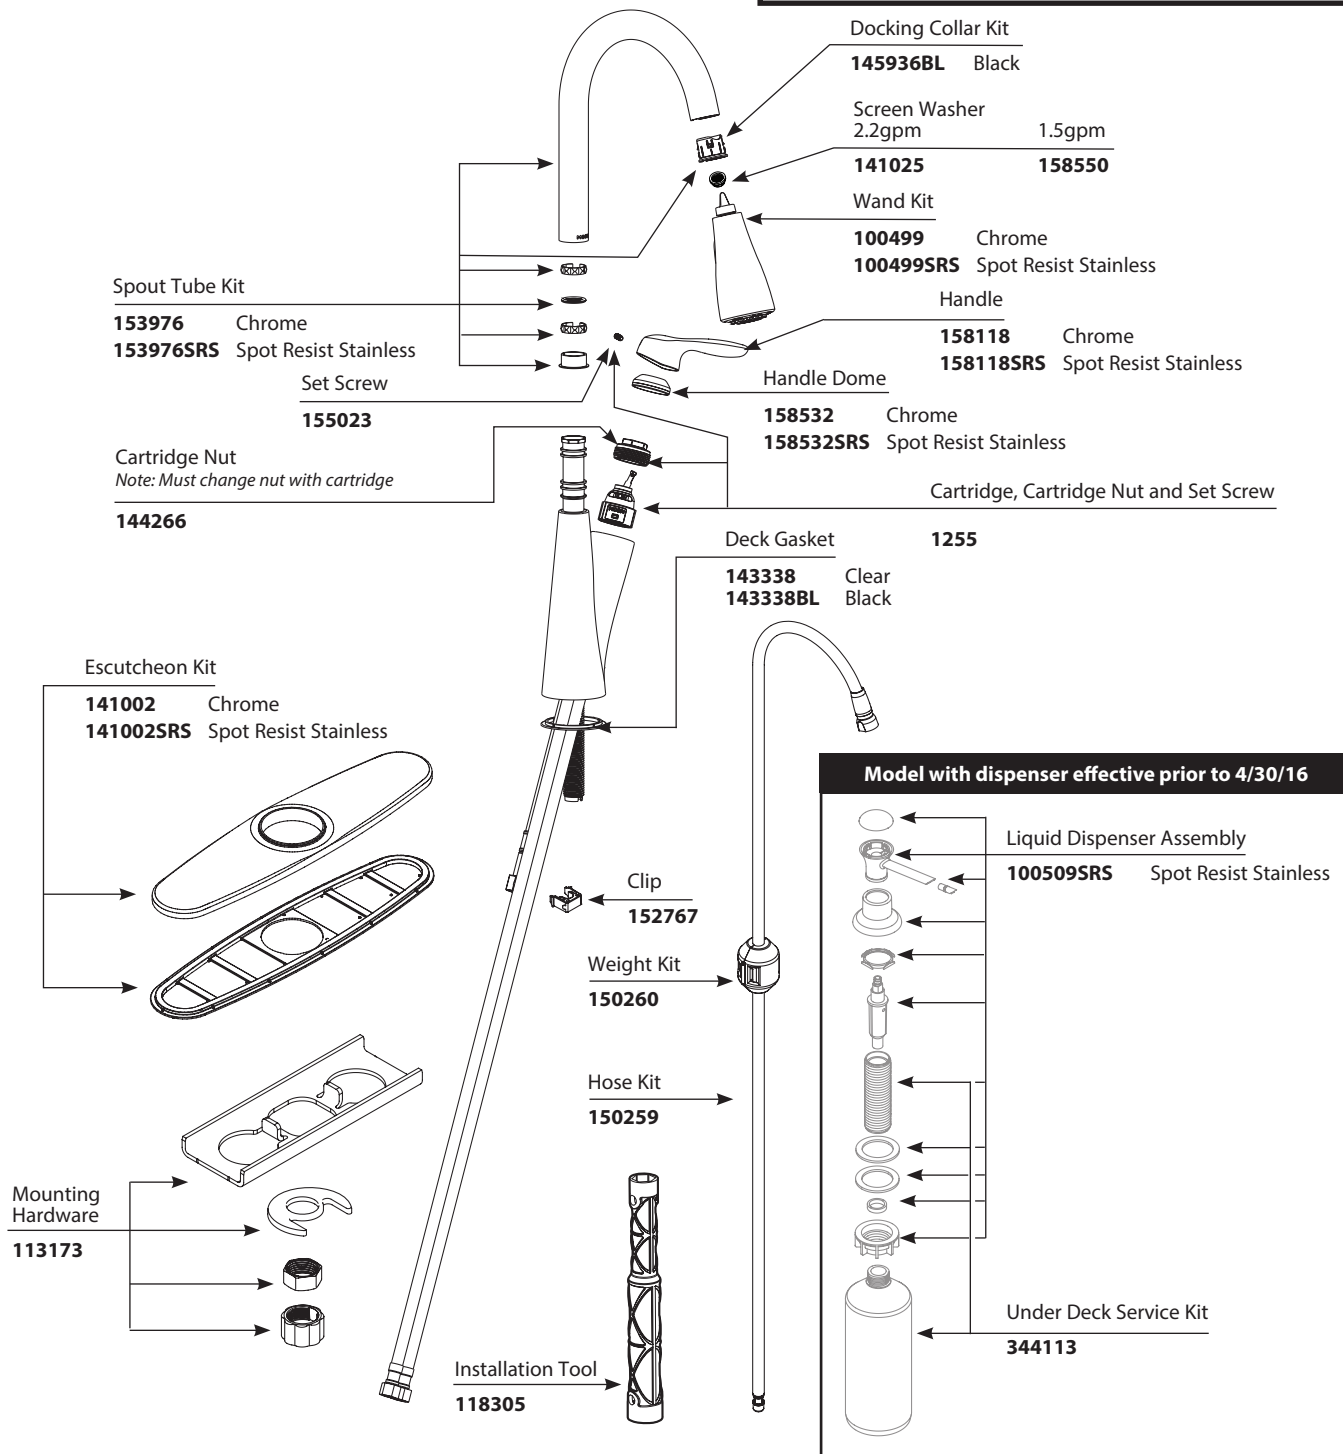 Docking Collar Kit
145936BL Black
Screen Washer
2.2gpm 1.5gpm
141025 158550
Wand Kit
100499 Chrome
100499SRS Spot Resist Stainless
Spout Tube Kit
153976 Chrome
153976SRS Spot Resist Stainless
Handle
158118 Chrome
158118SRS Spot Resist Stainless
Set Screw
155023
Handle Dome
158532 Chrome
158532SRS Spot Resist Stainless
Cartridge Nut
Note: Must change nut with cartridge
144266
Cartridge, Cartridge Nut and Set Screw
1255
Deck Gasket
143338 Clear
143338BL Black
Escutcheon Kit
141002 Chrome
141002SRS Spot Resist Stainless
Model with dispenser effective prior to 4/30/16
Liquid Dispenser Assembly
100509SRS Spot Resist Stainless
Clip
152767
Weight Kit
150260
Hose Kit
150259
Mounting
Hardware
113173
Under Deck Service Kit
344113
Installation Tool
118305